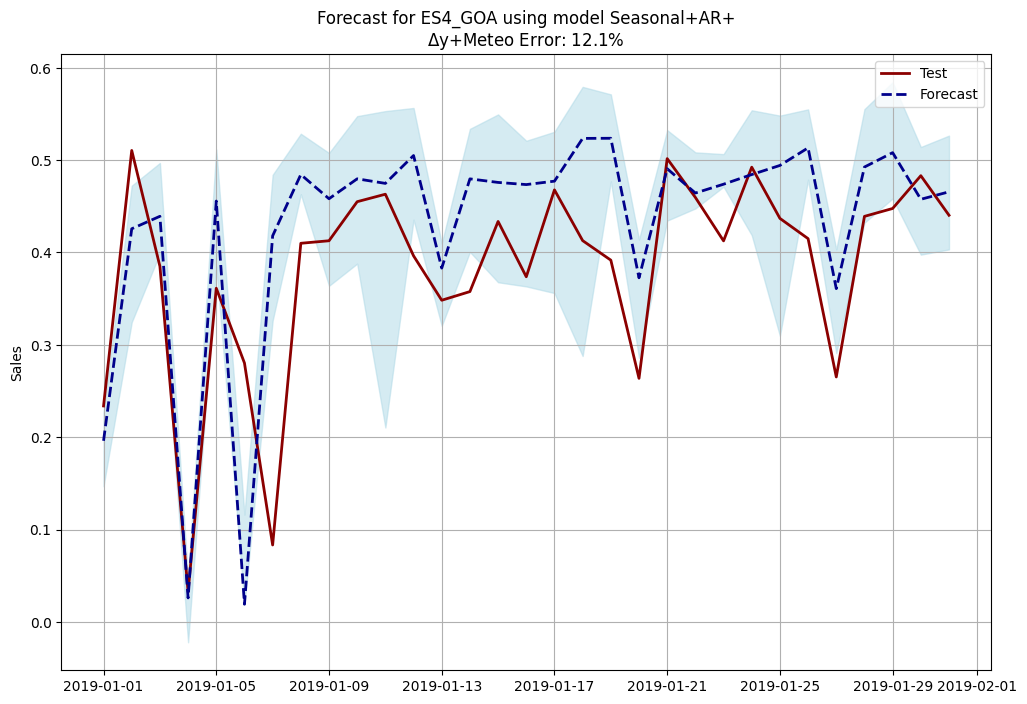 Forecast for ES4_GOA using model Seasonal+AR+
Δy+Meteo Error: 12.1%
Test
Forecast
0.6
0.5
0.4
0.3
0.2
0.1
0.0
Sales
2019-01-01 2019-01-05 2019-01-09 2019-01-13 2019-01-17 2019-01-21 2019-01-25 2019-01-29 2019-02-01